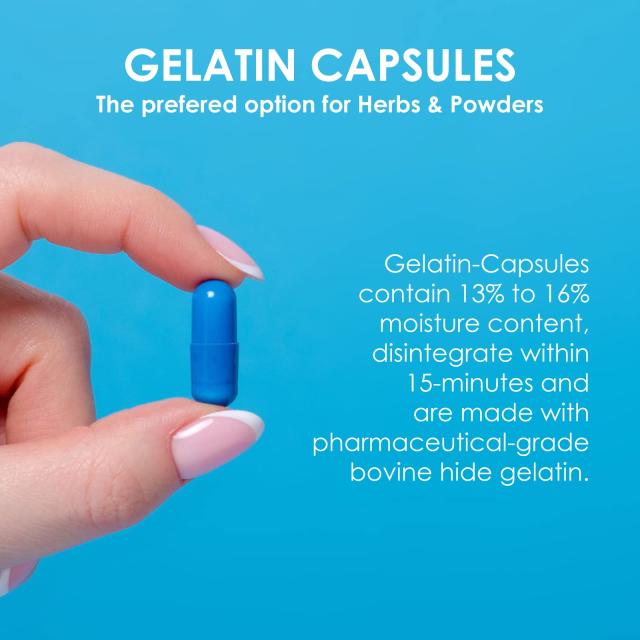 GELATIN CAPSULES
The prefered option for Herbs & Powders
Gelatin-Capsules
contain 13% to 16%
moisture content,
disintegrate within
15-minutes and
are made with
pharmaceutical-grade
bovine hide gelatin.